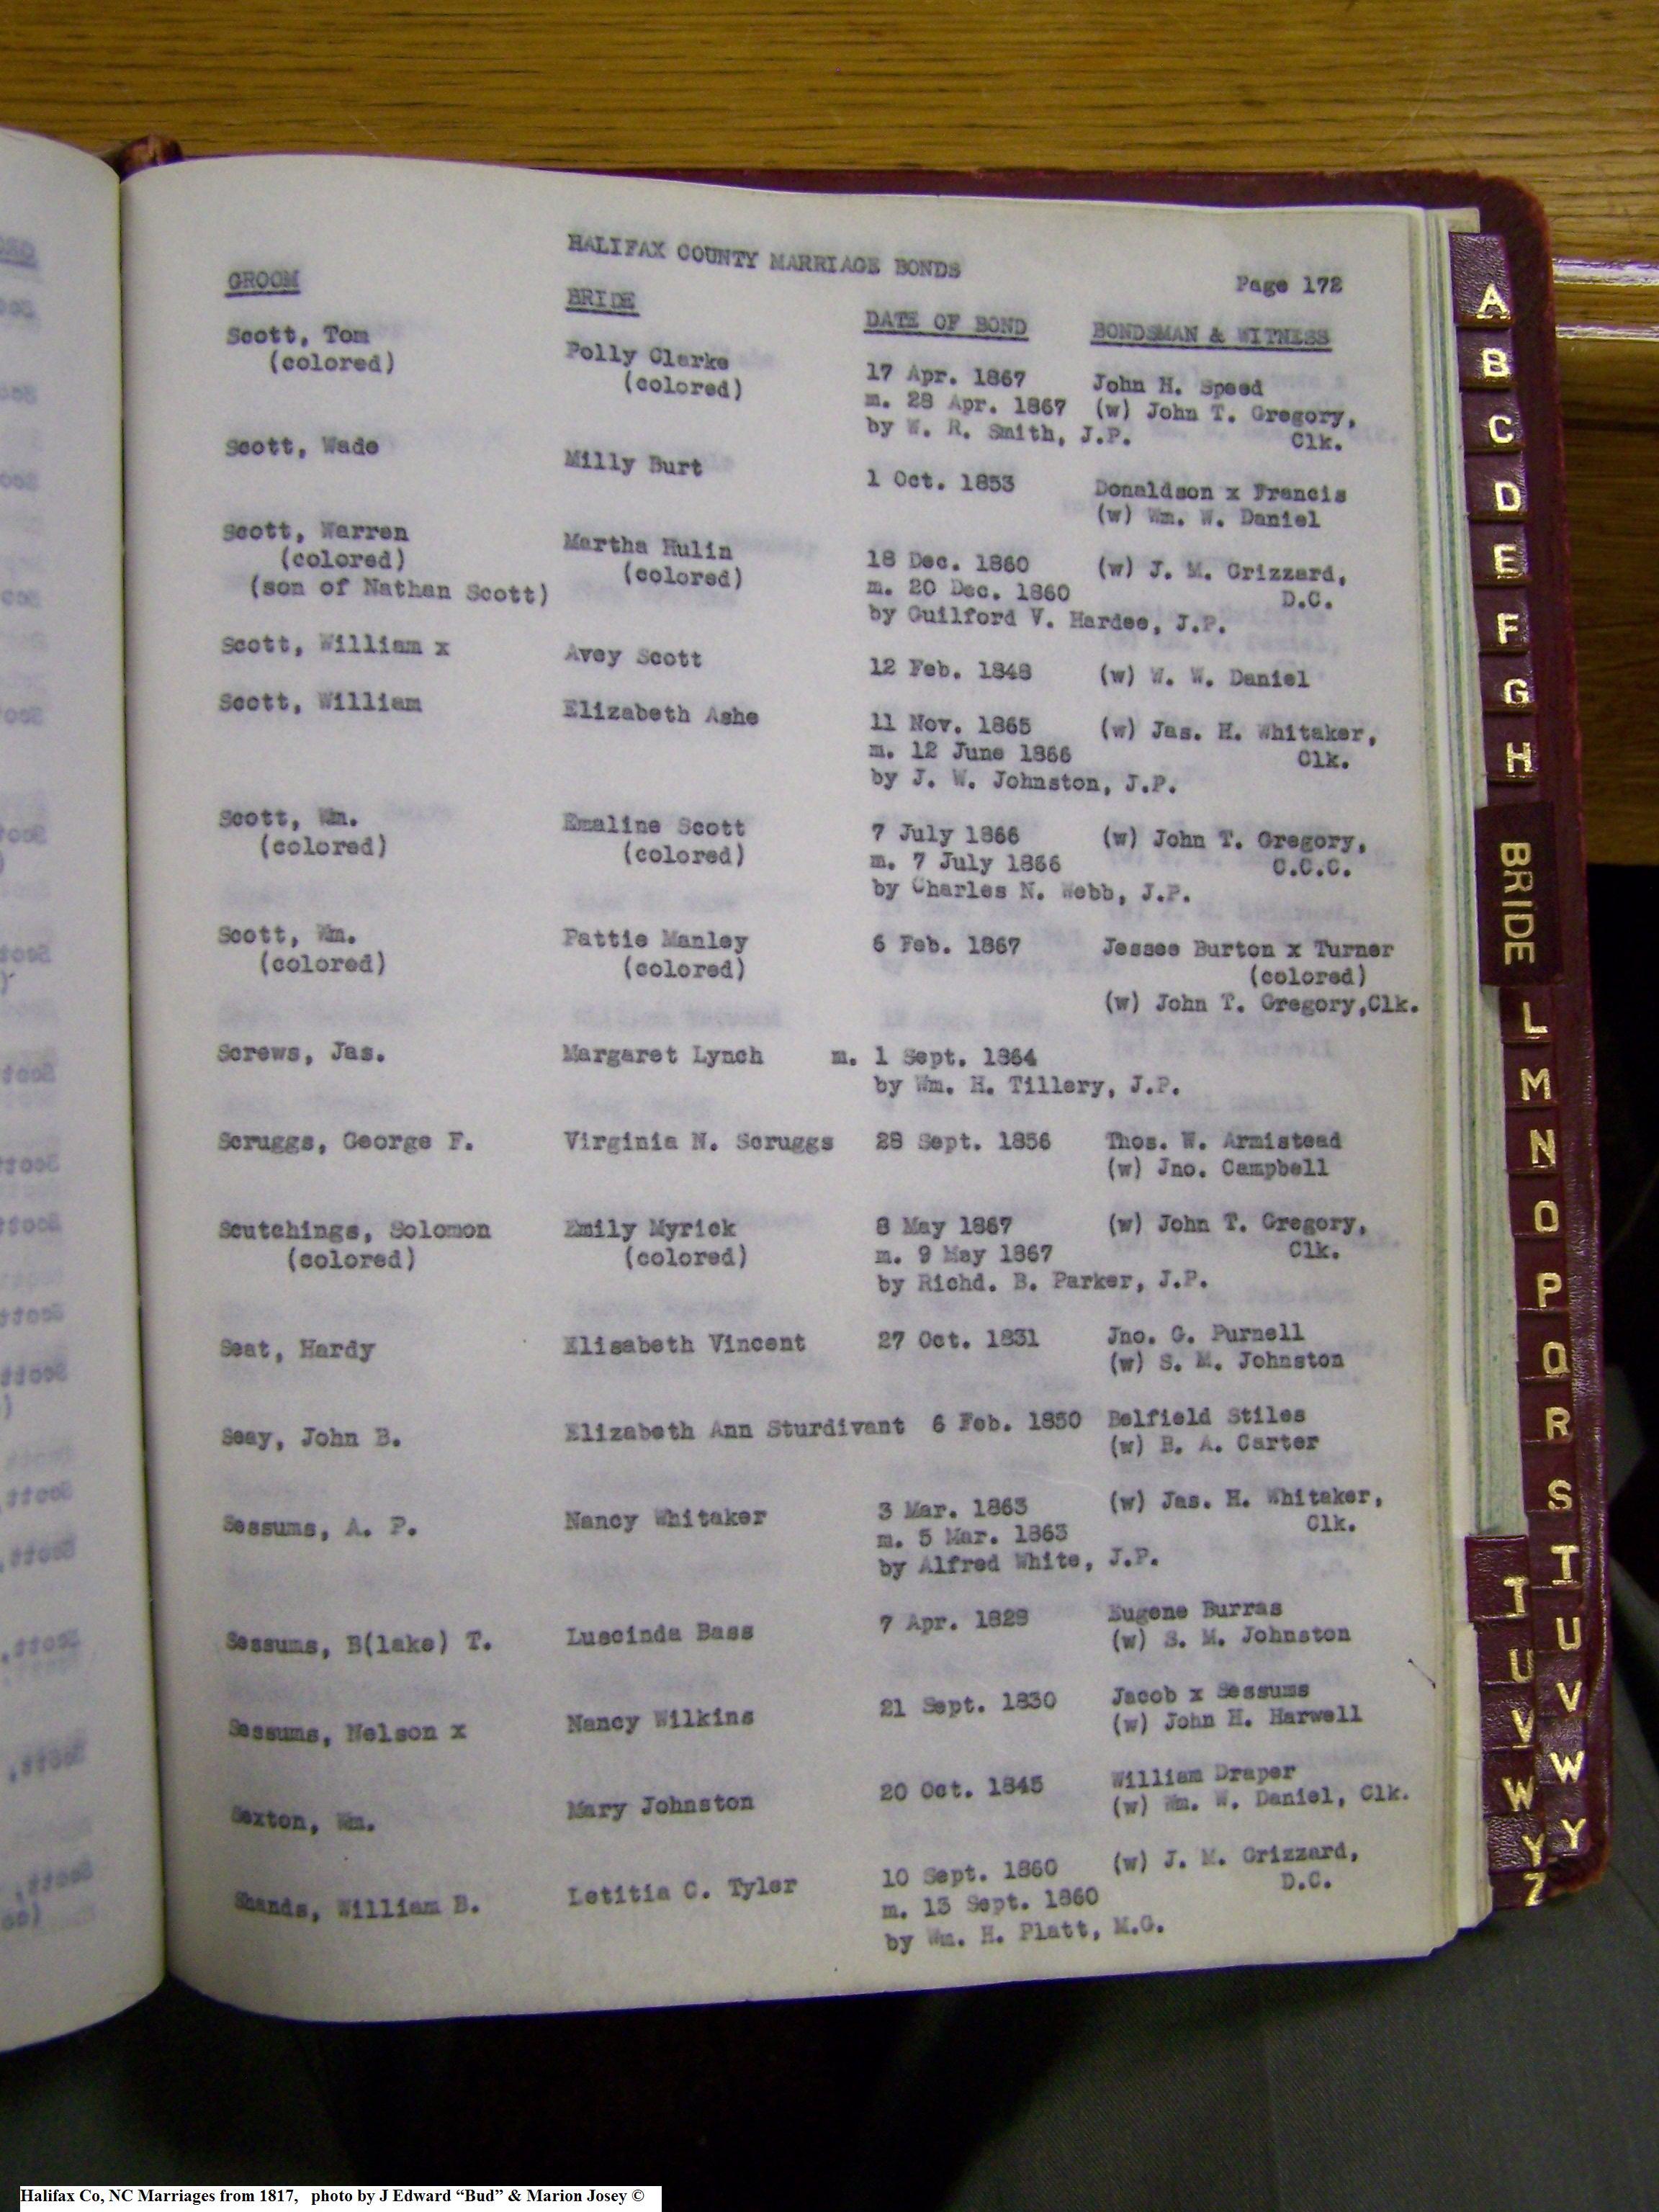 HALIFAX COUNTY MARRIAGE BONDS
Page 172
GROOM BRIDE DATE OF BOND BONDSMAN & WITNESS
Scott, Tom Polly Clarke 17 Apr. 1867 John H. Speed
(colored) (colored) m. 28 Apr. 1867 (w) John T. Gregory,
by W. R. Smith, J.P. Clk.
Scott, Wade Milly Burt 1 Oct. 1853 Donaldson x Francis
(w) Wm. W. Daniel
Scott, Warren Martha Hulin 18 Dec. 1860 (w) J. M. Grizzard,
(colored) (colored) m. 20 Dec. 1860 D.C.
(son of Nathan Scott) by Guilford V. Hardee, J.P.
Scott, William x Avey Scott 12 Feb. 1848 (w) W. W. Daniel
Scott, William Elizabeth Ashe 11 Nov. 1865 (w) Jas. H. Whitaker,
m. 12 June 1866 Clk.
by J. W. Johnston, J.P.
Scott, Wm. Emaline Scott 7 July 1866 (w) John T. Gregory,
(colored) (colored) m. 7 July 1866 C.C.C.
by Charles N. Webb, J.P.
Scott, Wm. Pattie Manley 6 Feb. 1867 Jessee Burton x Turner
(colored) (colored) (colored)
(w) John T. Gregory,Clk.
Screws, Jas. Margaret Lynch m. 1 Sept. 1864
by Wm. H. Tillery, J.P.
Scruggs, George F. Virginia N. Scruggs 28 Sept. 1856 Thos. W. Armistead
(w) Jno. Campbell
Scutchings, Solomon Emily Myrick 8 May 1867 (w) John T. Gregory,
(colored) (colored) m. 9 May 1867 Clk.
by Richd. B. Parker, J.P.
Seat, Hardy Elisabeth Vincent 27 Oct. 1831 Jno. G. Purnell
(w) S. M. Johnston
Seay, John B. Elizabeth Ann Sturdivant 6 Feb. 1850 Belfield Stiles
(w) B. A. Carter
Sessums, A. P. Nancy Whitaker 3 Mar. 1863 (w) Jas. H. Whitaker,
m. 5 Mar. 1863 Clk.
by Alfred White, J.P.
Sessums, B(lake) T. Luscinda Bass 7 Apr. 1829 Eugene Burras
(w) S. M. Johnston
Sessums, Nelson x Nancy Wilkins 21 Sept. 1830 Jacob x Sessums
(w) John H. Harwell
Sexton, Wm. Mary Johnston 20 Oct. 1845 William Draper
(w) Wm. W. Daniel, Clk.
Shands, William B. Letitia C. Tyler 10 Sept. 1860 (w) J. M. Grizzard,
m. 13 Sept. 1860 D.C.
by Wm. H. Platt, M.G.
A
B
C
D
E
F
G
H
BRIDE
L
M
N
O
P
Q
R
S
T
U
V
W
Y
T
U
V
W
Y
Z
Halifax Co, NC Marriages from 1817, photo by J Edward “Bud” & Marion Josey ©